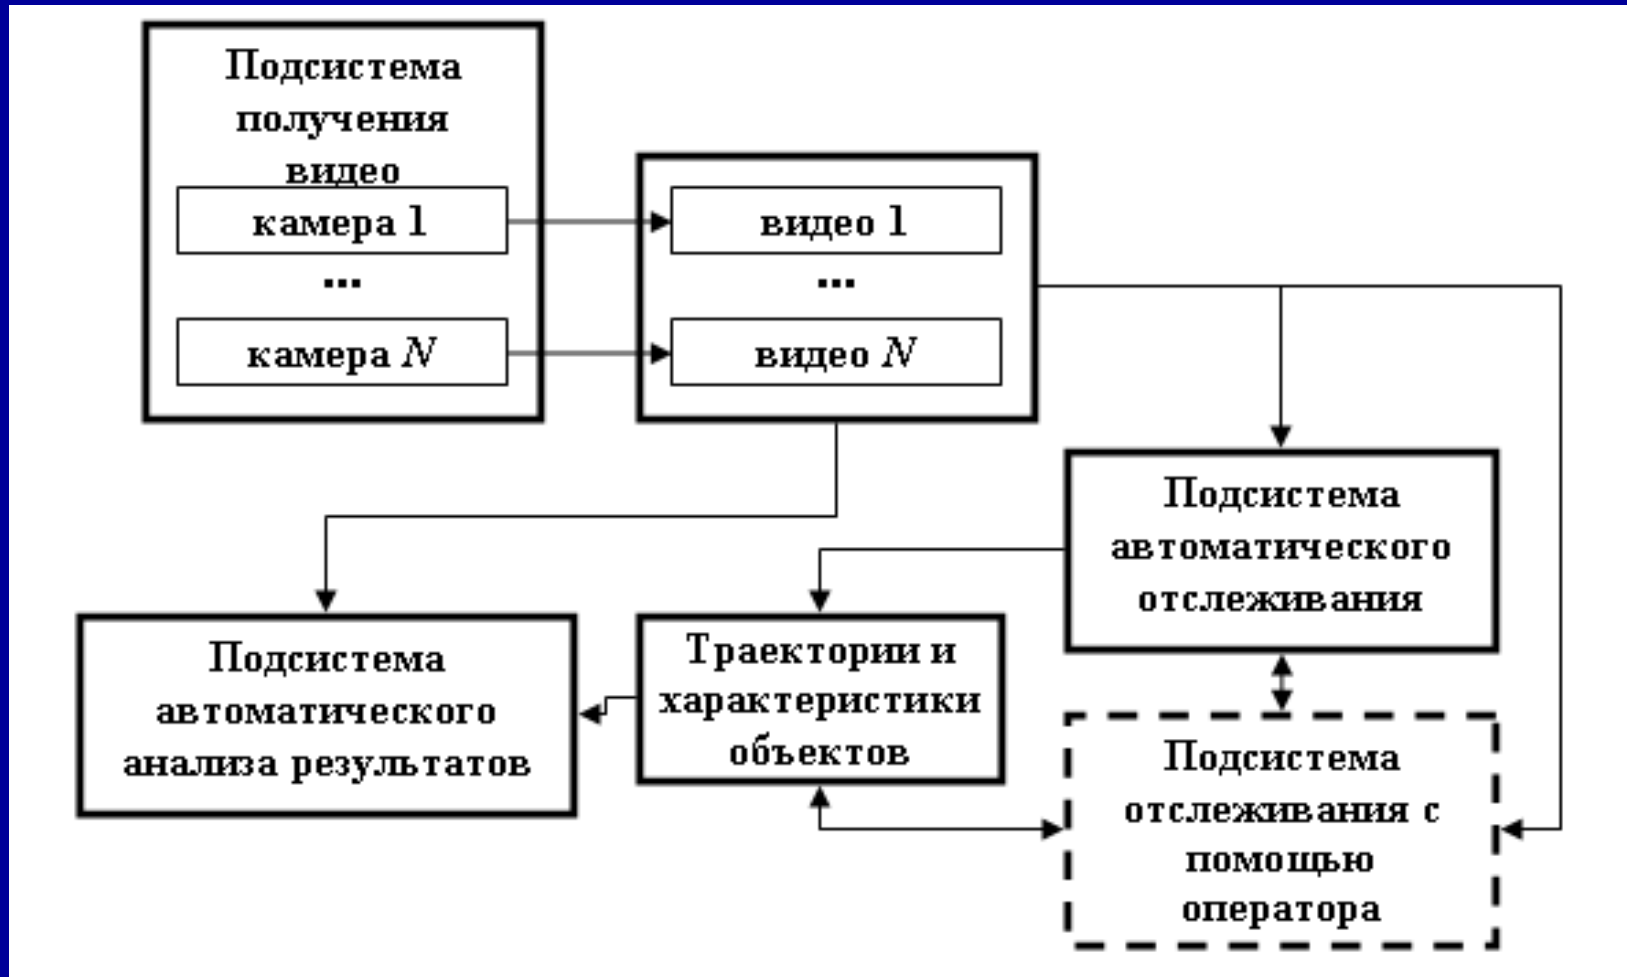 Подсистема
получения
видео
камера 1
...
камера N
видео 1
...
видео N
Подсистема
автоматического
отслеживания
Подсистема
автоматического
анализа результатов
Траектории и
характеристики
объектов
Подсистема
отслеживания с
помощью
оператора